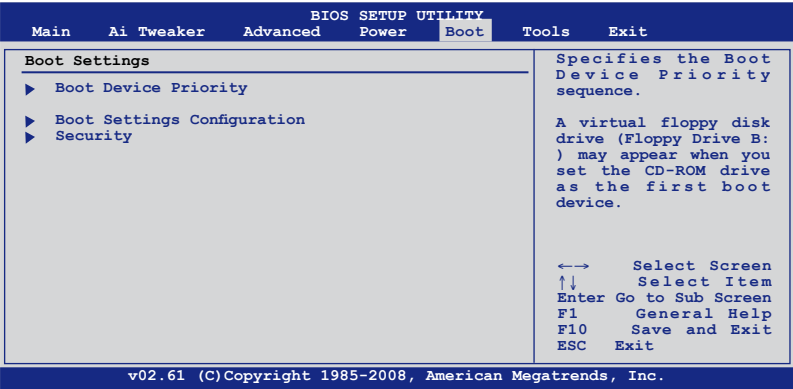 BIOS SETUP UTILITY
Main Ai Tweaker Advanced Power Boot Tools Exit
Boot Settings
Boot Device Priority
Boot Settings Configuration
Security
Specifies the Boot
Device Priority
sequence.
A virtual floppy disk
drive (Floppy Drive B:
) may appear when you
set the CD-ROM drive
as the first boot
device.
←→ Select Screen
↑↓ Select Item
Enter Go to Sub Screen
F1 General Help
F10 Save and Exit
ESC Exit
v02.61 (C)Copyright 1985-2008, American Megatrends, Inc.